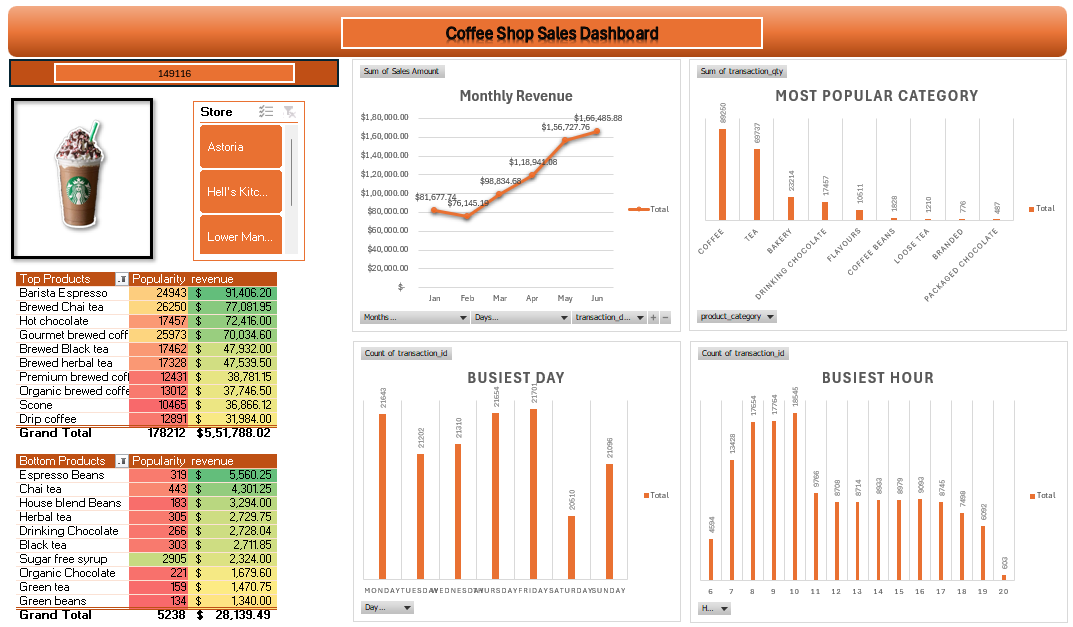 Coffee Shop Sales Dashboard
149116
Store
Astoria
Hell's Kitc...
Lower Man...
Top Products Popularity revenue
Barista Espresso 24943 $ 91,406.20
Brewed Chai tea 26250 $ 77,081.95
Hot chocolate 17457 $ 72,416.00
Gourmet brewed coff 25973 $ 70,034.60
Brewed Black tea 17462 $ 47,932.00
Brewed herbal tea 17328 $ 47,539.50
Premium brewed coff 12431 $ 38,781.15
Organic brewed coffe 13012 $ 37,746.50
Scone 10465 $ 36,866.12
Drip coffee 12891 $ 31,984.00
Grand Total 178212 $5,51,788.02
Bottom Products Popularity revenue
Espresso Beans 319 $ 5,560.25
Chai tea 443 $ 4,301.25
House blend Beans 183 $ 3,294.00
Herbal tea 305 $ 2,729.75
Drinking Chocolate 266 $ 2,728.04
Black tea 303 $ 2,711.85
Sugar free syrup 2905 $ 2,324.00
Organic Chocolate 221 $ 1,679.60
Green tea 159 $ 1,470.75
Green beans 134 $ 1,340.00
Grand Total 5238 $ 28,139.49
Sum of Sales Amount
Monthly Revenue
$1,80,000.00
$1,60,000.00
$1,40,000.00
$1,20,000.00
$1,00,000.00
$80,000.00
$60,000.00
$40,000.00
$20,000.00
$-
$81,677.74
$76,145.19
$98,834.68
$1,18,941.08
$1,56,727.76
$1,66,485.88
Jan Feb Mar Apr May Jun
Total
Months... Days... transaction_d... + −
Sum of transaction_qty
MOST POPULAR CATEGORY
89250 69737 23214 17457 10511 1828 1210 776 487
COFFEE
TEA
BAKERY
DRINKING CHOCOLATE
FLAVOURS
COFFEE BEANS
LOOSE TEA
BRANDED
PACKAGED CHOCOLATE
Total
product_category
Count of transaction_id
BUSIEST DAY
21643 21202 21310 21654 21701 20510 21096
MONDAY TUESDAY WEDNESDAY THURSDAY FRIDAY SATURDAY SUNDAY
Total
Day...
Count of transaction_id
BUSIEST HOUR
4594 13428 17654 17764 18545 9766 8708 8714 8933 8979 9093 8745 7498 6092 603
6 7 8 9 10 11 12 13 14 15 16 17 18 19 20
Total
H...